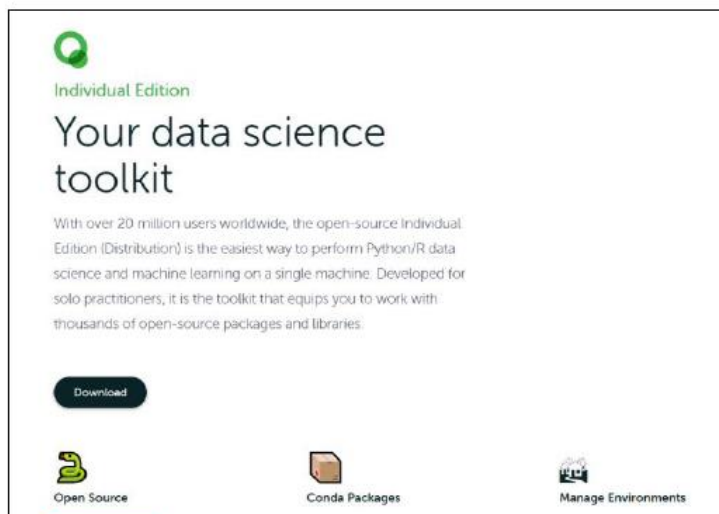 Individual Edition
Your data science
toolkit
With over 20 million users worldwide, the open-source Individual
Edition (Distribution) is the easiest way to perform Python/R data
science and machine learning on a single machine. Developed for
solo practitioners, it is the toolkit that equips you to work with
thousands of open-source packages and libraries.
Download
Open Source
Conda Packages
Manage Environments